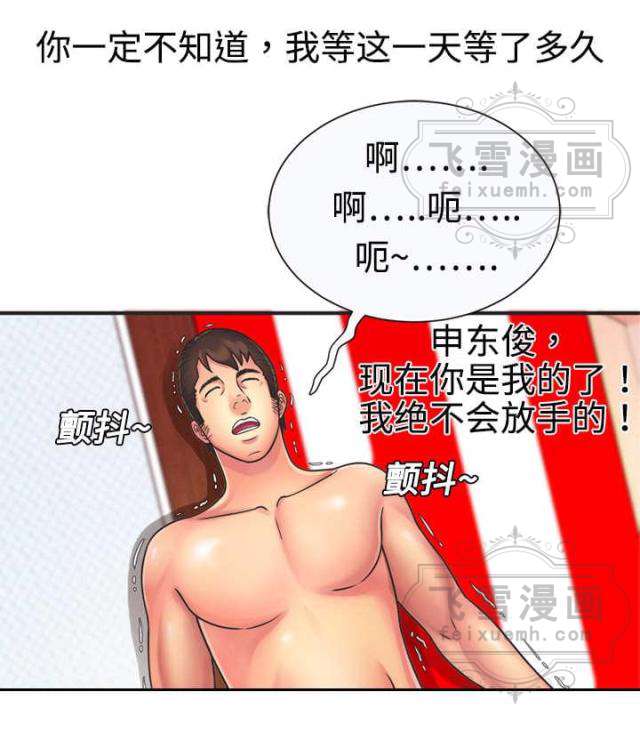 你一定不知道，我等这一天等了多久
飞雪漫画
feixuemh.com
啊.......
啊.....呃.....
呃~.......
申东俊，
现在你是我的了！
我绝不会放手的！
颤抖~
颤抖~
飞雪漫画
feixuemh.com